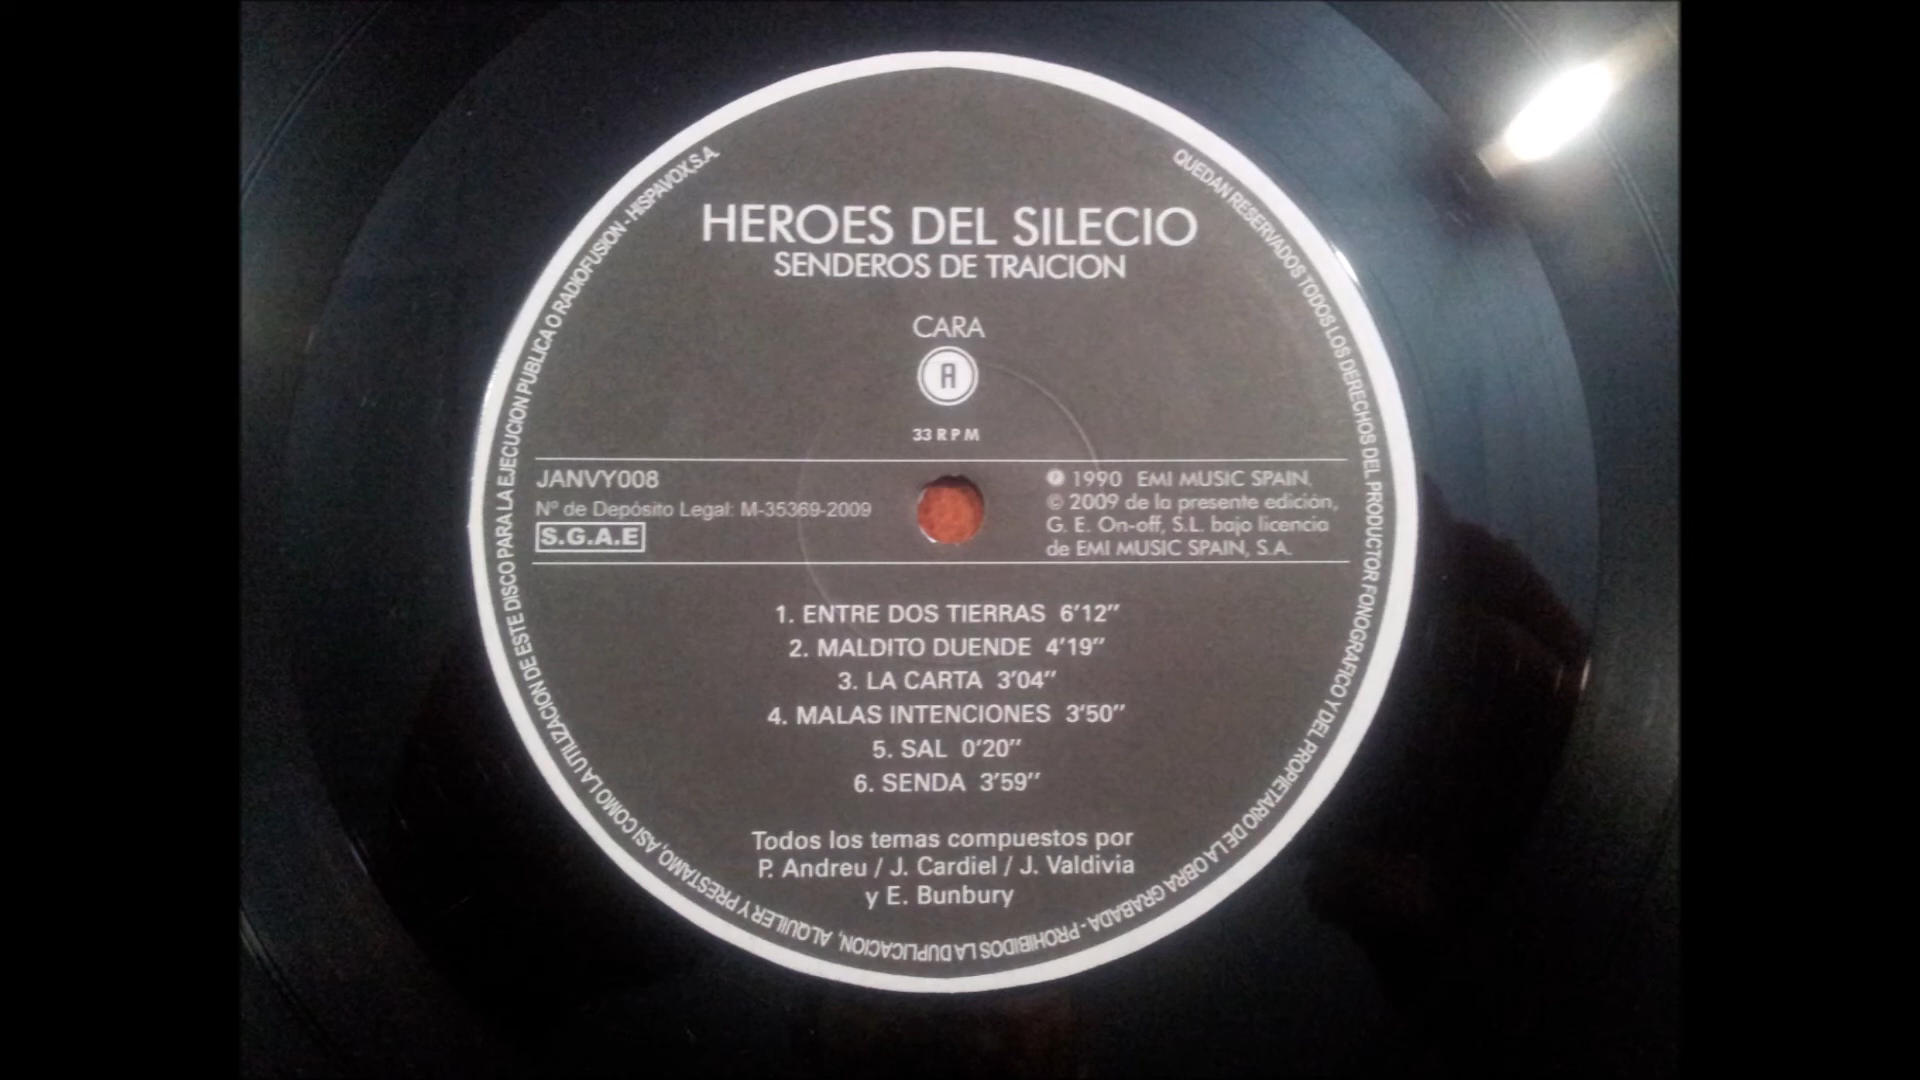 HEROES DEL SILECIO
SENDEROS DE TRAICION
CARA
A
33 RPM
JANVY008
Nº de Depósito Legal: M-35369-2009
S.G.A.E
℗ 1990 EMI MUSIC SPAIN.
© 2009 de la presente edición,
G. E. On-off, S.L. bajo licencia
de EMI MUSIC SPAIN, S.A.
1. ENTRE DOS TIERRAS 6'12"
2. MALDITO DUENDE 4'19"
3. LA CARTA 3'04"
4. MALAS INTENCIONES 3'50"
5. SAL 0'20"
6. SENDA 3'59"
Todos los temas compuestos por
P. Andreu / J. Cardiel / J. Valdivia
y E. Bunbury
QUEDAN RESERVADOS TODOS LOS DERECHOS DEL PRODUCTOR FONOGRAFICO Y DEL PROPIETARIO DE LA OBRA GRABADA - PROHIBIDOS LA DUPLICACION, ALQUILER Y PRESTAMO, ASI COMO LA UTILIZACION DE ESTE DISCO PARA LA EJECUCION PUBLICA O RADIOFUSION - HISPAVOX,S.A.